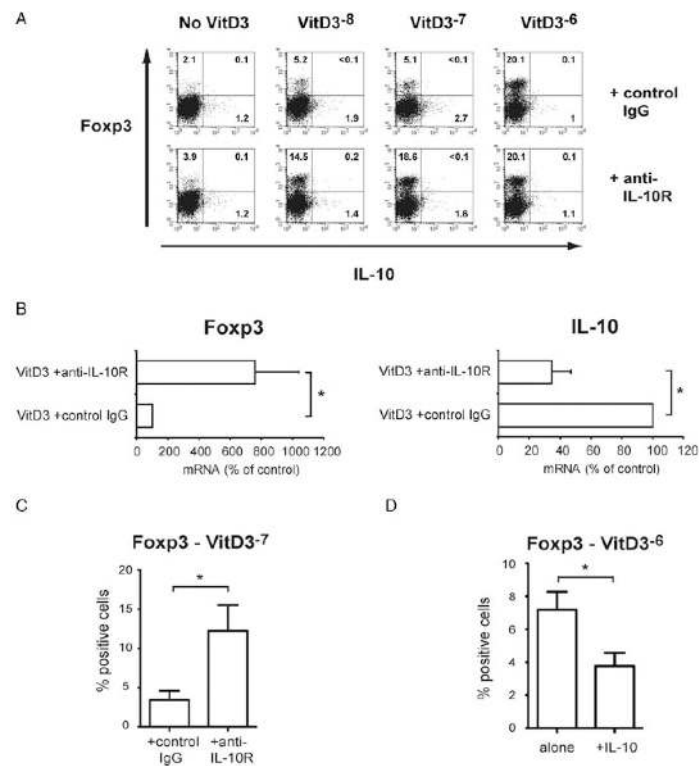 A
No VitD3 VitD3-8 VitD3-7 VitD3-6
2.1 0.1 5.2 <0.1 5.1 <0.1 20.1 0.1
Foxp3
+ control
IgG
1.2 1.9 2.7 1
3.9 0.1 14.5 0.2 18.6 <0.1 20.1 0.1
+ anti-
IL-10R
1.2 1.4 1.6 1.1
IL-10
B
Foxp3 IL-10
VitD3 +anti-IL-10R VitD3 +anti-IL-10R
* *
VitD3 +control IgG VitD3 +control IgG
0 200 400 600 800 1000 1200 0 20 40 60 80 100 120
mRNA (% of control) mRNA (% of control)
C D
Foxp3 - VitD3-7 Foxp3 - VitD3-6
20 15 10 5 0
% positive cells
*
+control
IgG
+anti-
IL-10R
10 8 6 4 2 0
% positive cells
*
alone +IL-10